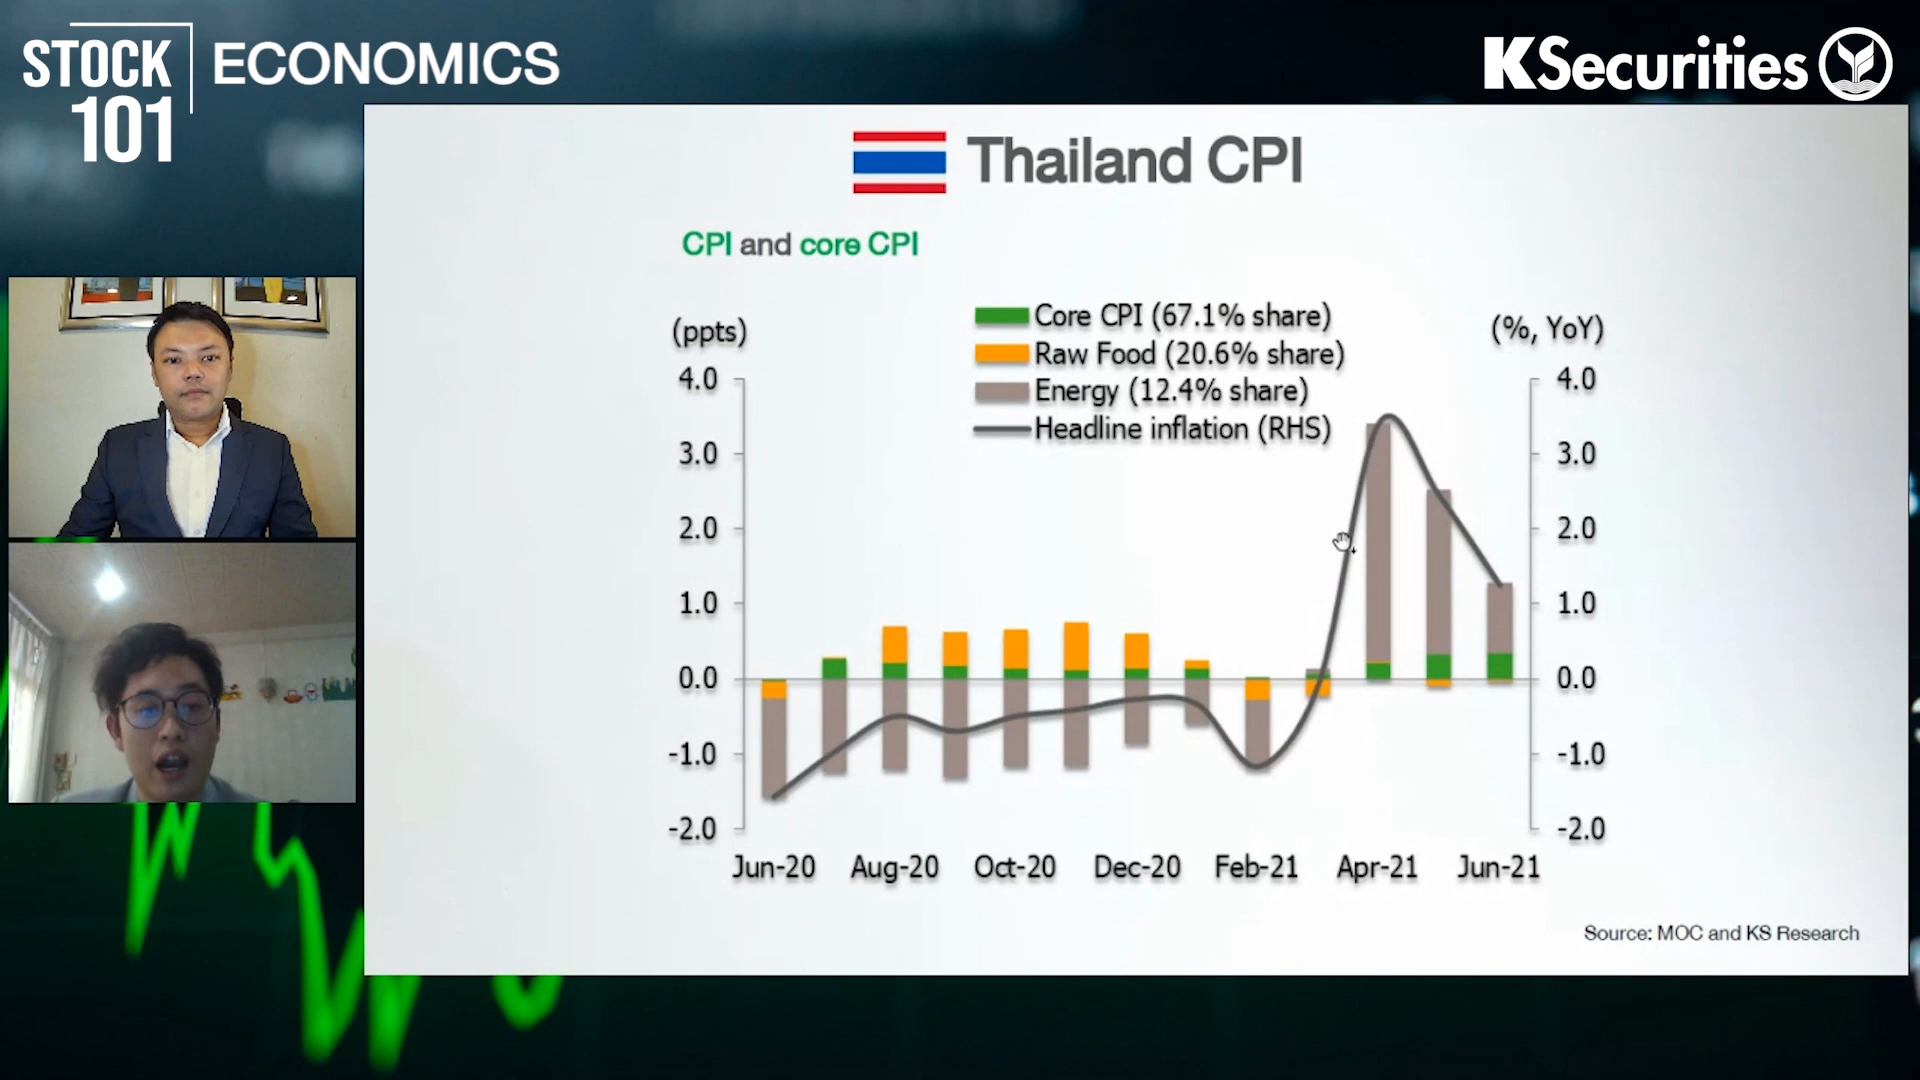 STOCK
101
ECONOMICS
KSecurities
Thailand CPI
CPI and core CPI
(ppts)
(%, YoY)
Core CPI (67.1% share)
Raw Food (20.6% share)
Energy (12.4% share)
Headline inflation (RHS)
4.0
3.0
2.0
1.0
0.0
-1.0
-2.0
4.0
3.0
2.0
1.0
0.0
-1.0
-2.0
Jun-20 Aug-20 Oct-20 Dec-20 Feb-21 Apr-21 Jun-21
Source: MOC and KS Research